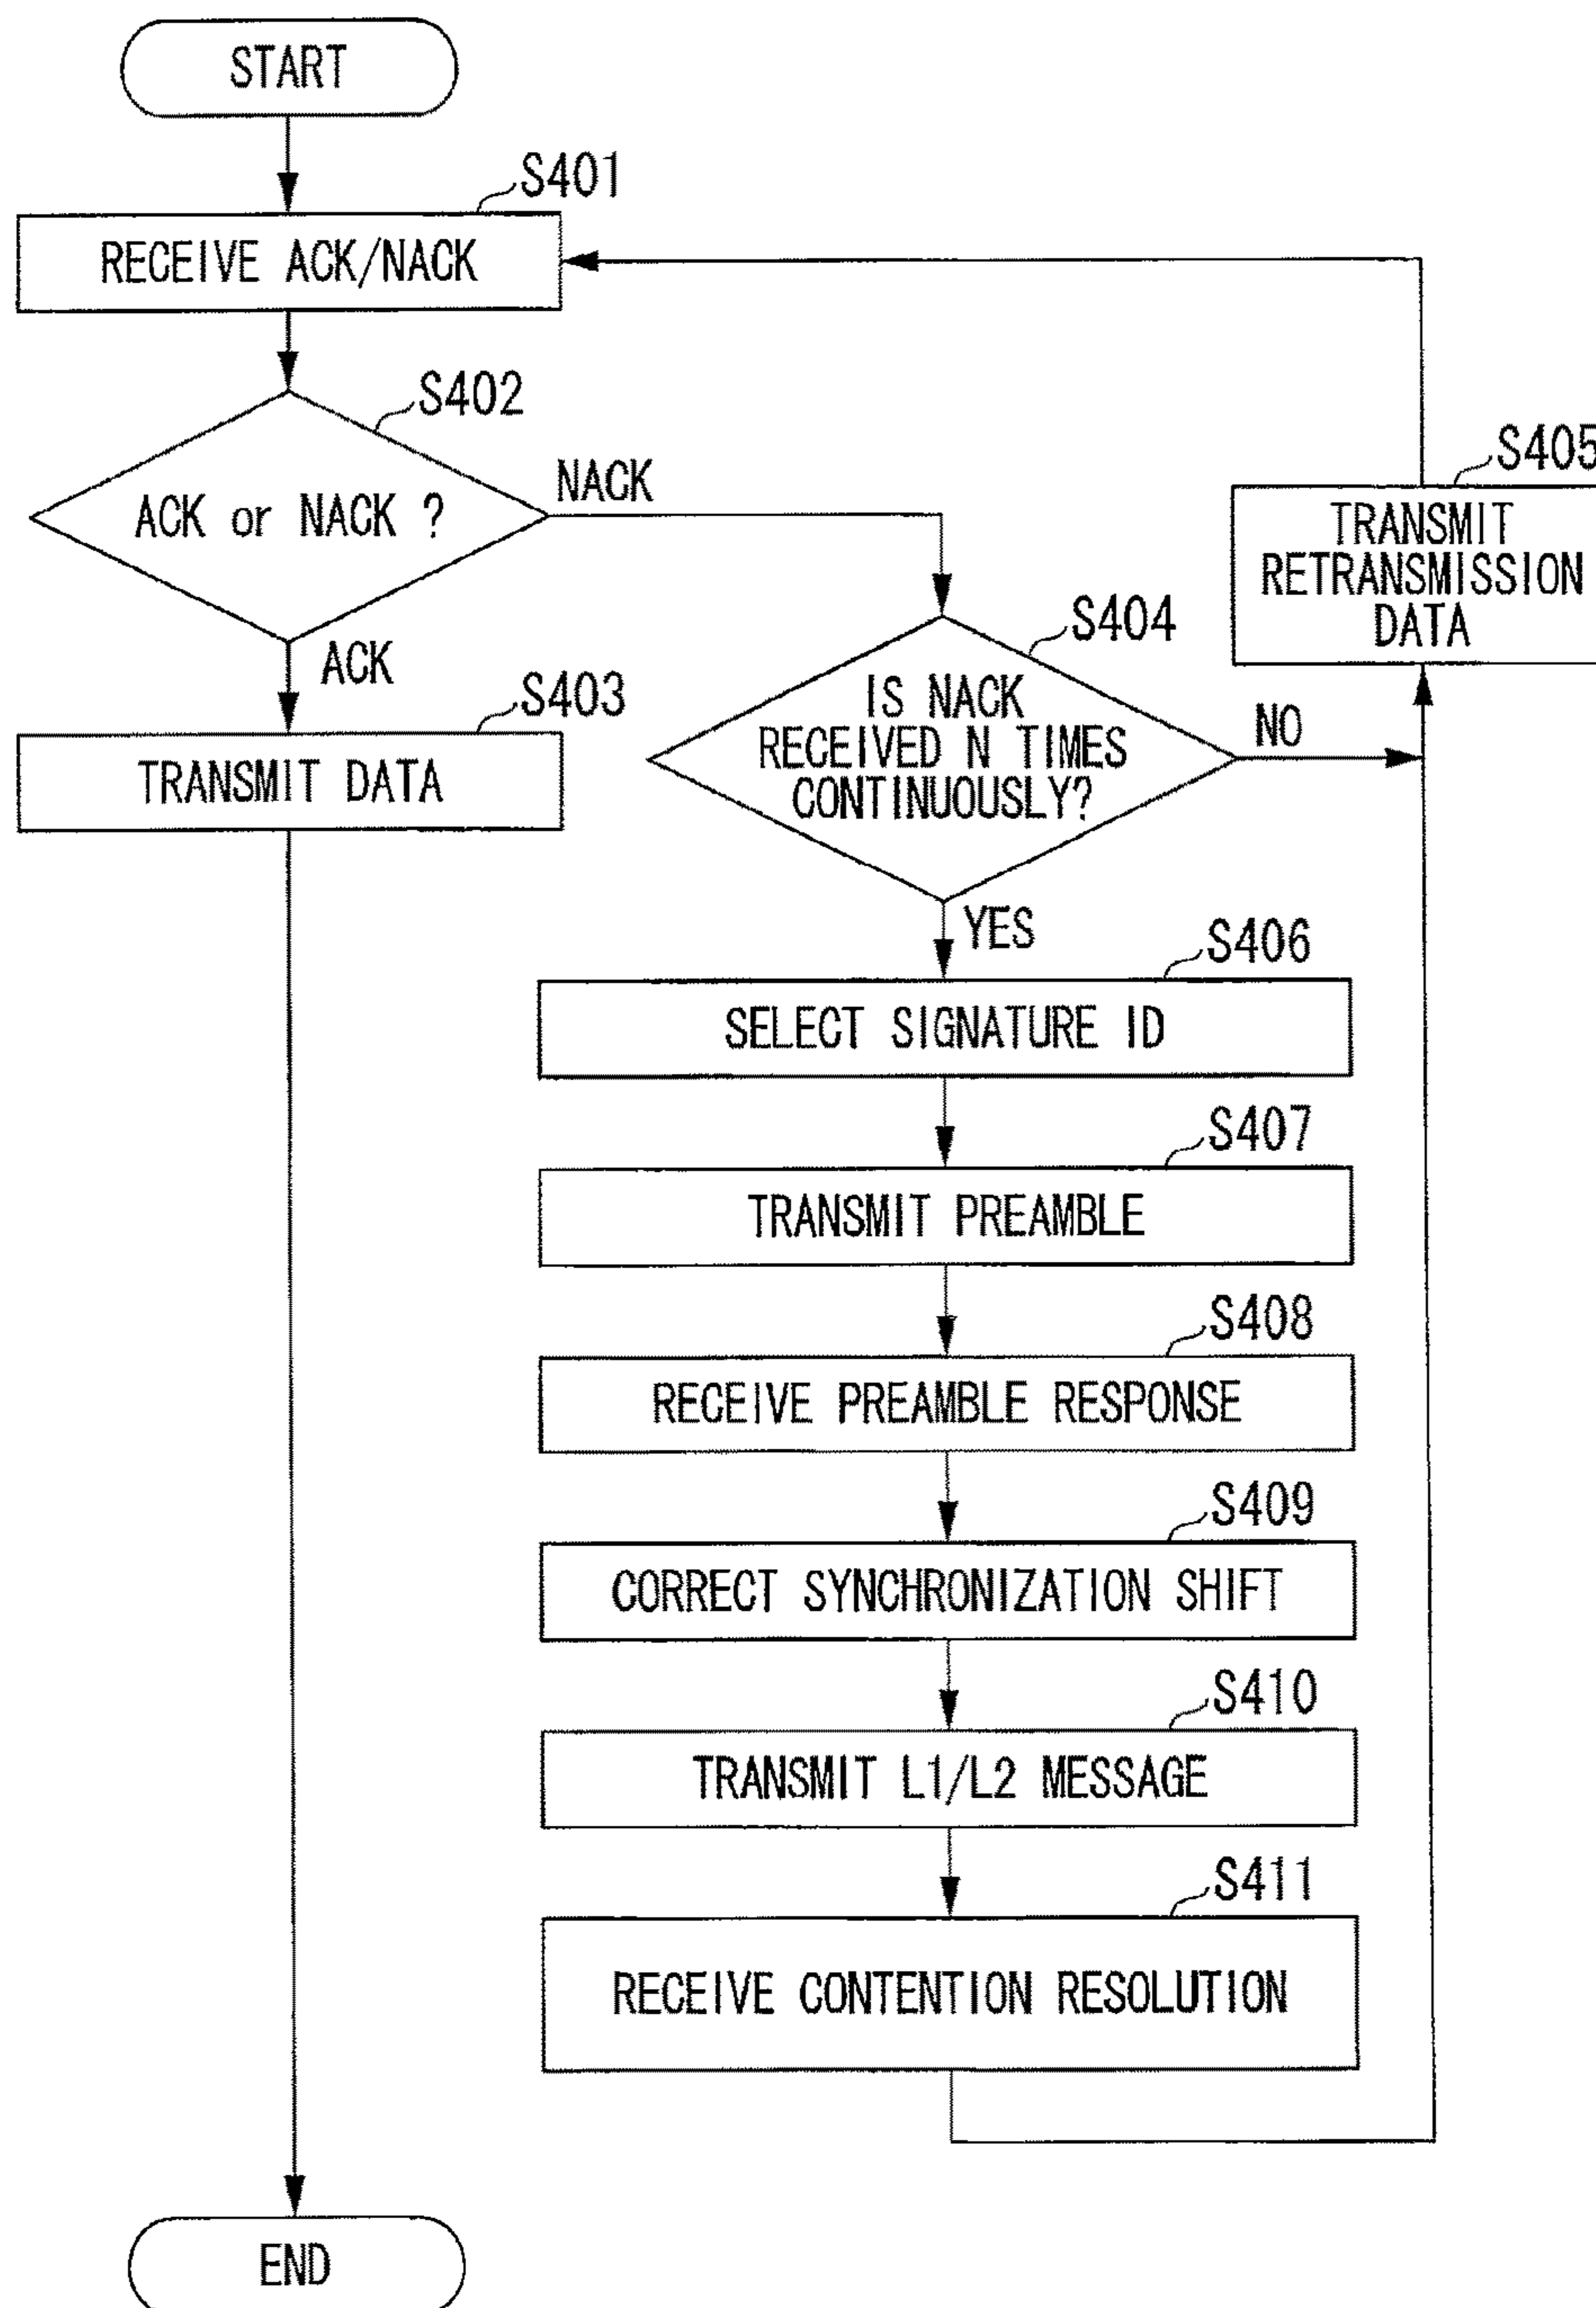 START
S401
RECEIVE ACK/NACK
S402
ACK or NACK ?
NACK
ACK
S403
TRANSMIT DATA
S404
IS NACK
RECEIVED N TIMES
CONTINUOUSLY?
NO
YES
S405
TRANSMIT
RETRANSMISSION
DATA
S406
SELECT SIGNATURE ID
S407
TRANSMIT PREAMBLE
S408
RECEIVE PREAMBLE RESPONSE
S409
CORRECT SYNCHRONIZATION SHIFT
S410
TRANSMIT L1/L2 MESSAGE
S411
RECEIVE CONTENTION RESOLUTION
END